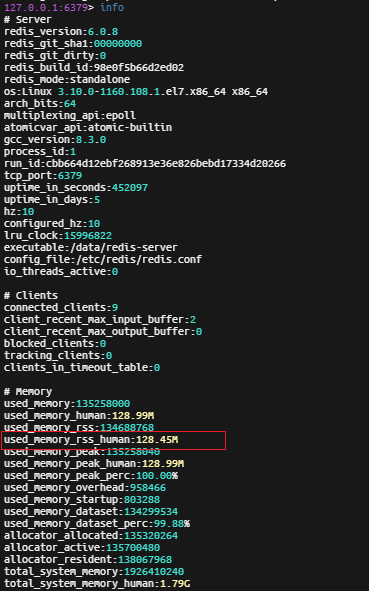 127.0.0.1:6379> info
# Server
redis_version:6.0.8
redis_git_sha1:00000000
redis_git_dirty:0
redis_build_id:98e0f5b66d2ed02
redis_mode:standalone
os:Linux 3.10.0-1160.108.1.el7.x86_64 x86_64
arch_bits:64
multiplexing_api:epoll
atomicvar_api:atomic-builtin
gcc_version:8.3.0
process_id:1
run_id:cbb664d12ebf268913e36e826bebd17334d20266
tcp_port:6379
uptime_in_seconds:452097
uptime_in_days:5
hz:10
configured_hz:10
lru_clock:15996822
executable:/data/redis-server
config_file:/etc/redis/redis.conf
io_threads_active:0
# Clients
connected_clients:9
client_recent_max_input_buffer:2
client_recent_max_output_buffer:0
blocked_clients:0
tracking_clients:0
clients_in_timeout_table:0
# Memory
used_memory:135258000
used_memory_human:128.99M
used_memory_rss:134688768
used_memory_rss_human:128.45M
used_memory_peak:135258040
used_memory_peak_human:128.99M
used_memory_peak_perc:100.00%
used_memory_overhead:958466
used_memory_startup:803288
used_memory_dataset:134299534
used_memory_dataset_perc:99.88%
allocator_allocated:135320264
allocator_active:135700480
allocator_resident:138067968
total_system_memory:1926410240
total_system_memory_human:1.79G